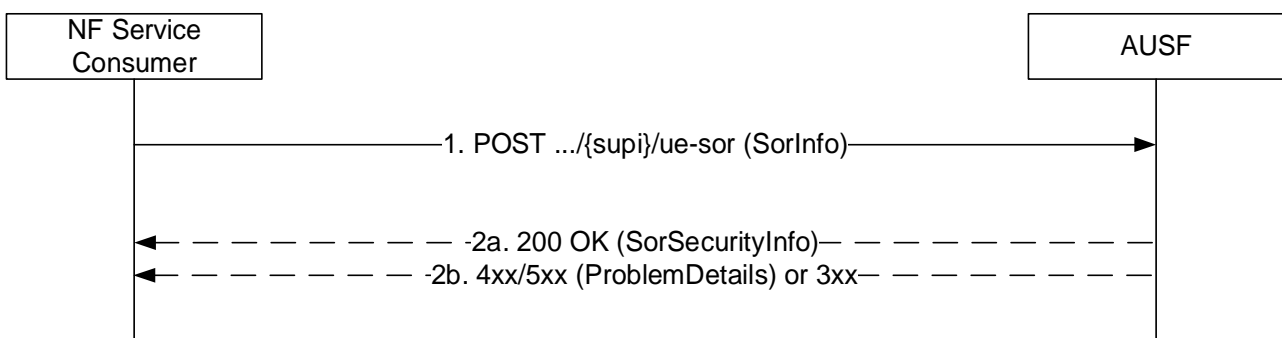 NF Service
Consumer
AUSF
1. POST .../{supi}/ue-sor (SorInfo)
2a. 200 OK (SorSecurityInfo)
2b. 4xx/5xx (ProblemDetails) or 3xx